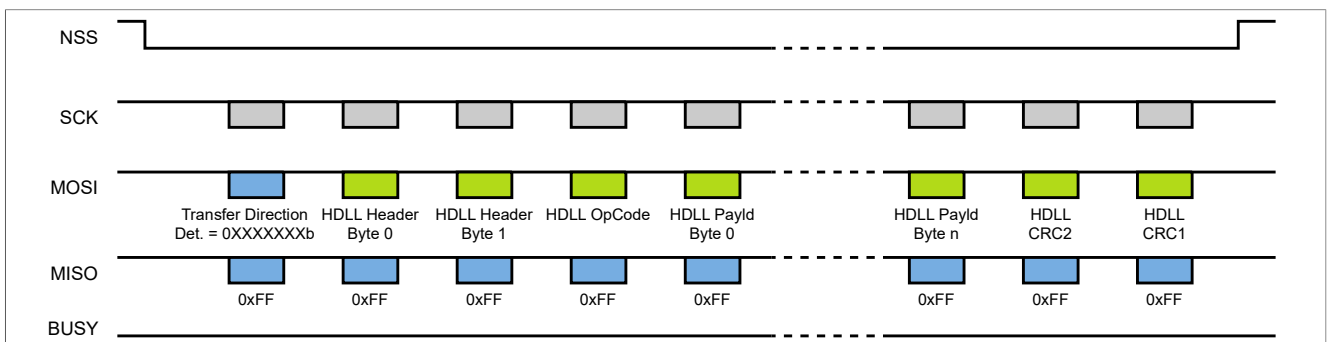 NSS
SCK
MOSI
Transfer Direction HDLL Header HDLL Header HDLL OpCode HDLL Payld HDLL Payld HDLL HDLL
Det. = 0XXXXXXXb Byte 0 Byte 1 Byte 0 Byte n CRC2 CRC1
MISO
0xFF 0xFF 0xFF 0xFF 0xFF 0xFF 0xFF 0xFF
BUSY